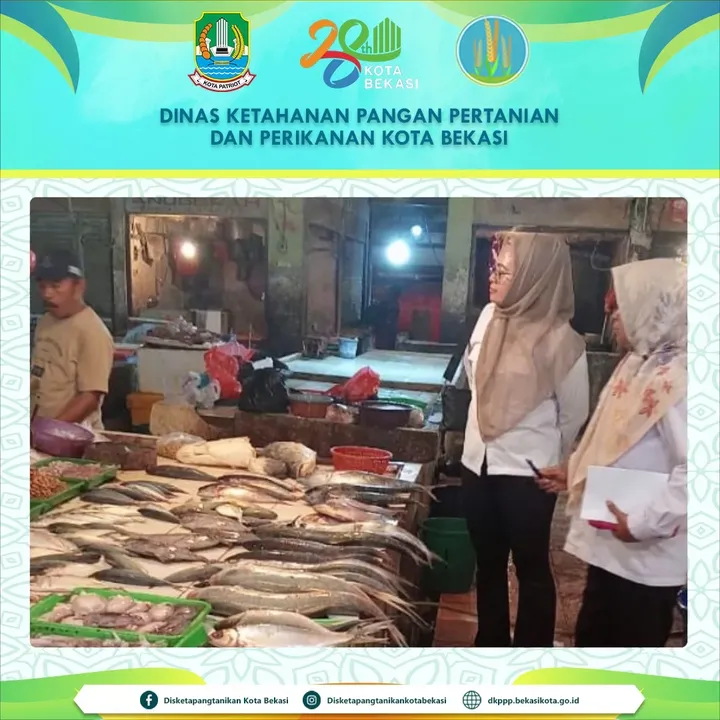 KOTA PATRIOT
28th
KOTA
BEKASI
DINAS KETAHANAN PANGAN PERTANIAN
DAN PERIKANAN KOTA BEKASI
Disketapangtanikan Kota Bekasi
Disketapangtanikankotabekasi
dkppp.bekasikota.go.id